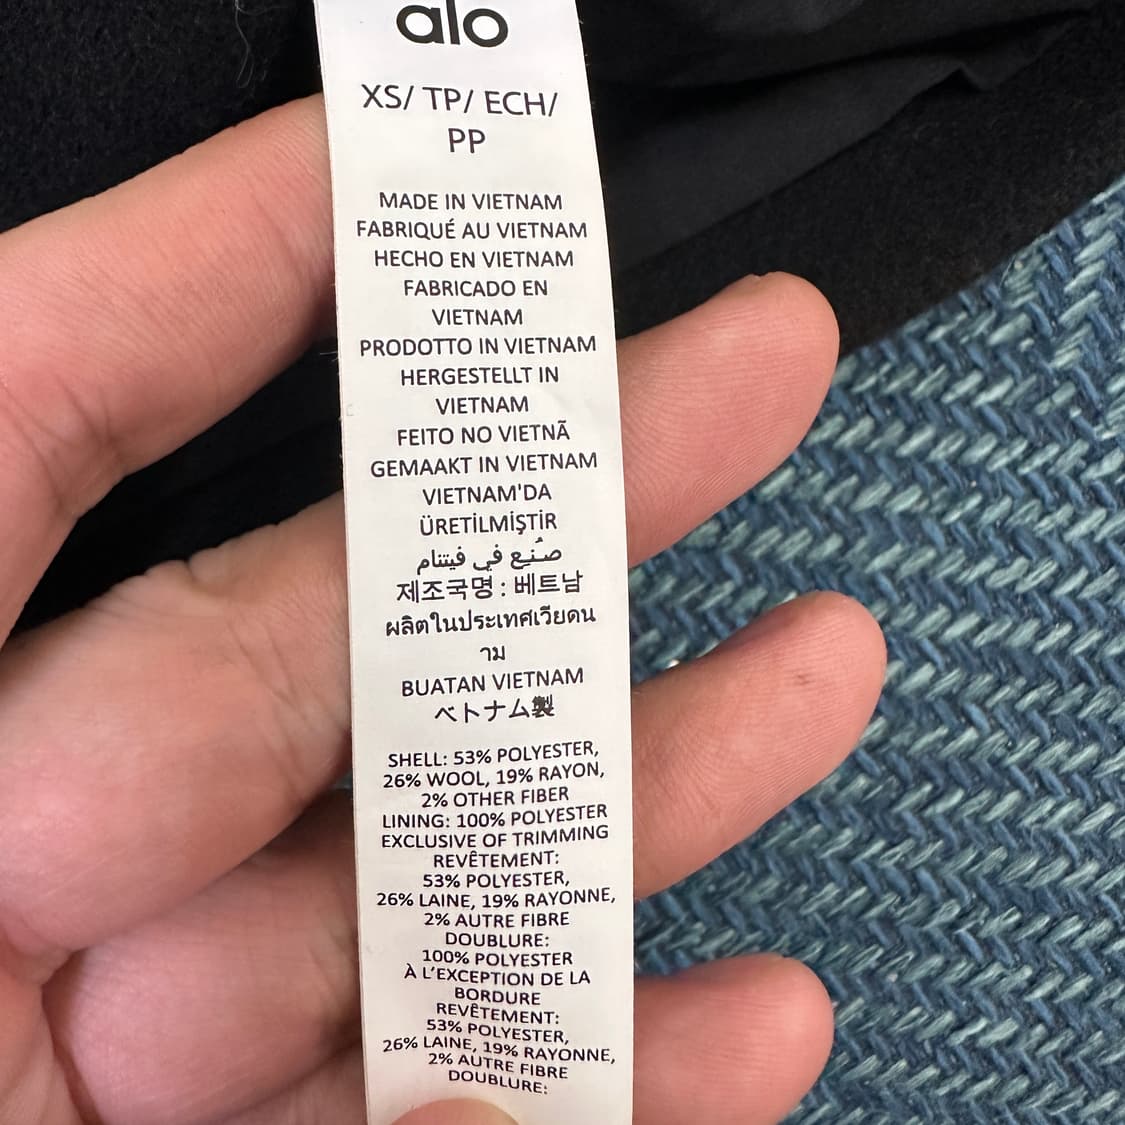 alo
XS/ TP/ ECH/
PP
MADE IN VIETNAM
FABRIQUÉ AU VIETNAM
HECHO EN VIETNAM
FABRICADO EN
VIETNAM
PRODOTTO IN VIETNAM
HERGESTELLT IN
VIETNAM
FEITO NO VIETNÃ
GEMAAKT IN VIETNAM
VIETNAM'DA
ÜRETİLMİŞTİR
صُنع في فيتنام
제조국명 : 베트남
ผลิตในประเทศเวียดน
าม
BUATAN VIETNAM
ベトナム製
SHELL: 53% POLYESTER,
26% WOOL, 19% RAYON,
2% OTHER FIBER
LINING: 100% POLYESTER
EXCLUSIVE OF TRIMMING
REVÊTEMENT:
53% POLYESTER,
26% LAINE, 19% RAYONNE,
2% AUTRE FIBRE
DOUBLURE:
100% POLYESTER
À L'EXCEPTION DE LA
BORDURE
REVÊTEMENT:
53% POLYESTER,
26% LAINE, 19% RAYONNE,
2% AUTRE FIBRE
DOUBLURE: